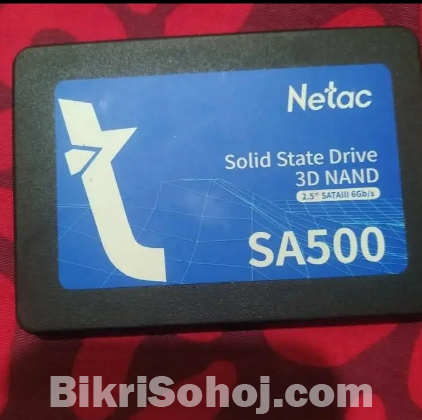 Netac
Solid State Drive
3D NAND
2.5" SATAIII 6Gb/s
SA500
BikriSohoj.com